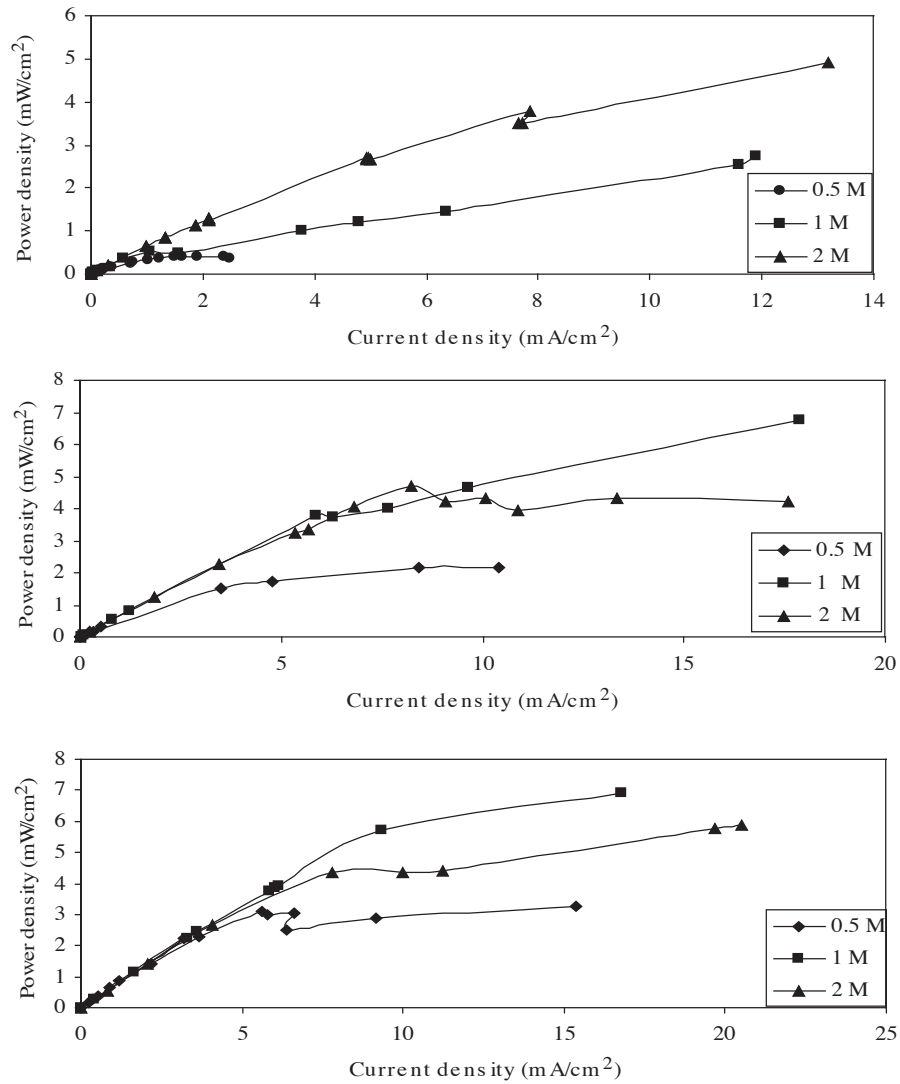 6
5
4
3
2
1
0
Power density (mW/cm²)
0 2 4 6 8 10 12 14
Current density (mA/cm²)
0.5 M
1 M
2 M
8
7
6
5
4
3
2
1
0
Power density (mW/cm²)
0 5 10 15 20
Current density (mA/cm²)
0.5 M
1 M
2 M
8
7
6
5
4
3
2
1
0
Power density (mW/cm²)
0 5 10 15 20 25
Current density (mA/cm²)
0.5 M
1 M
2 M